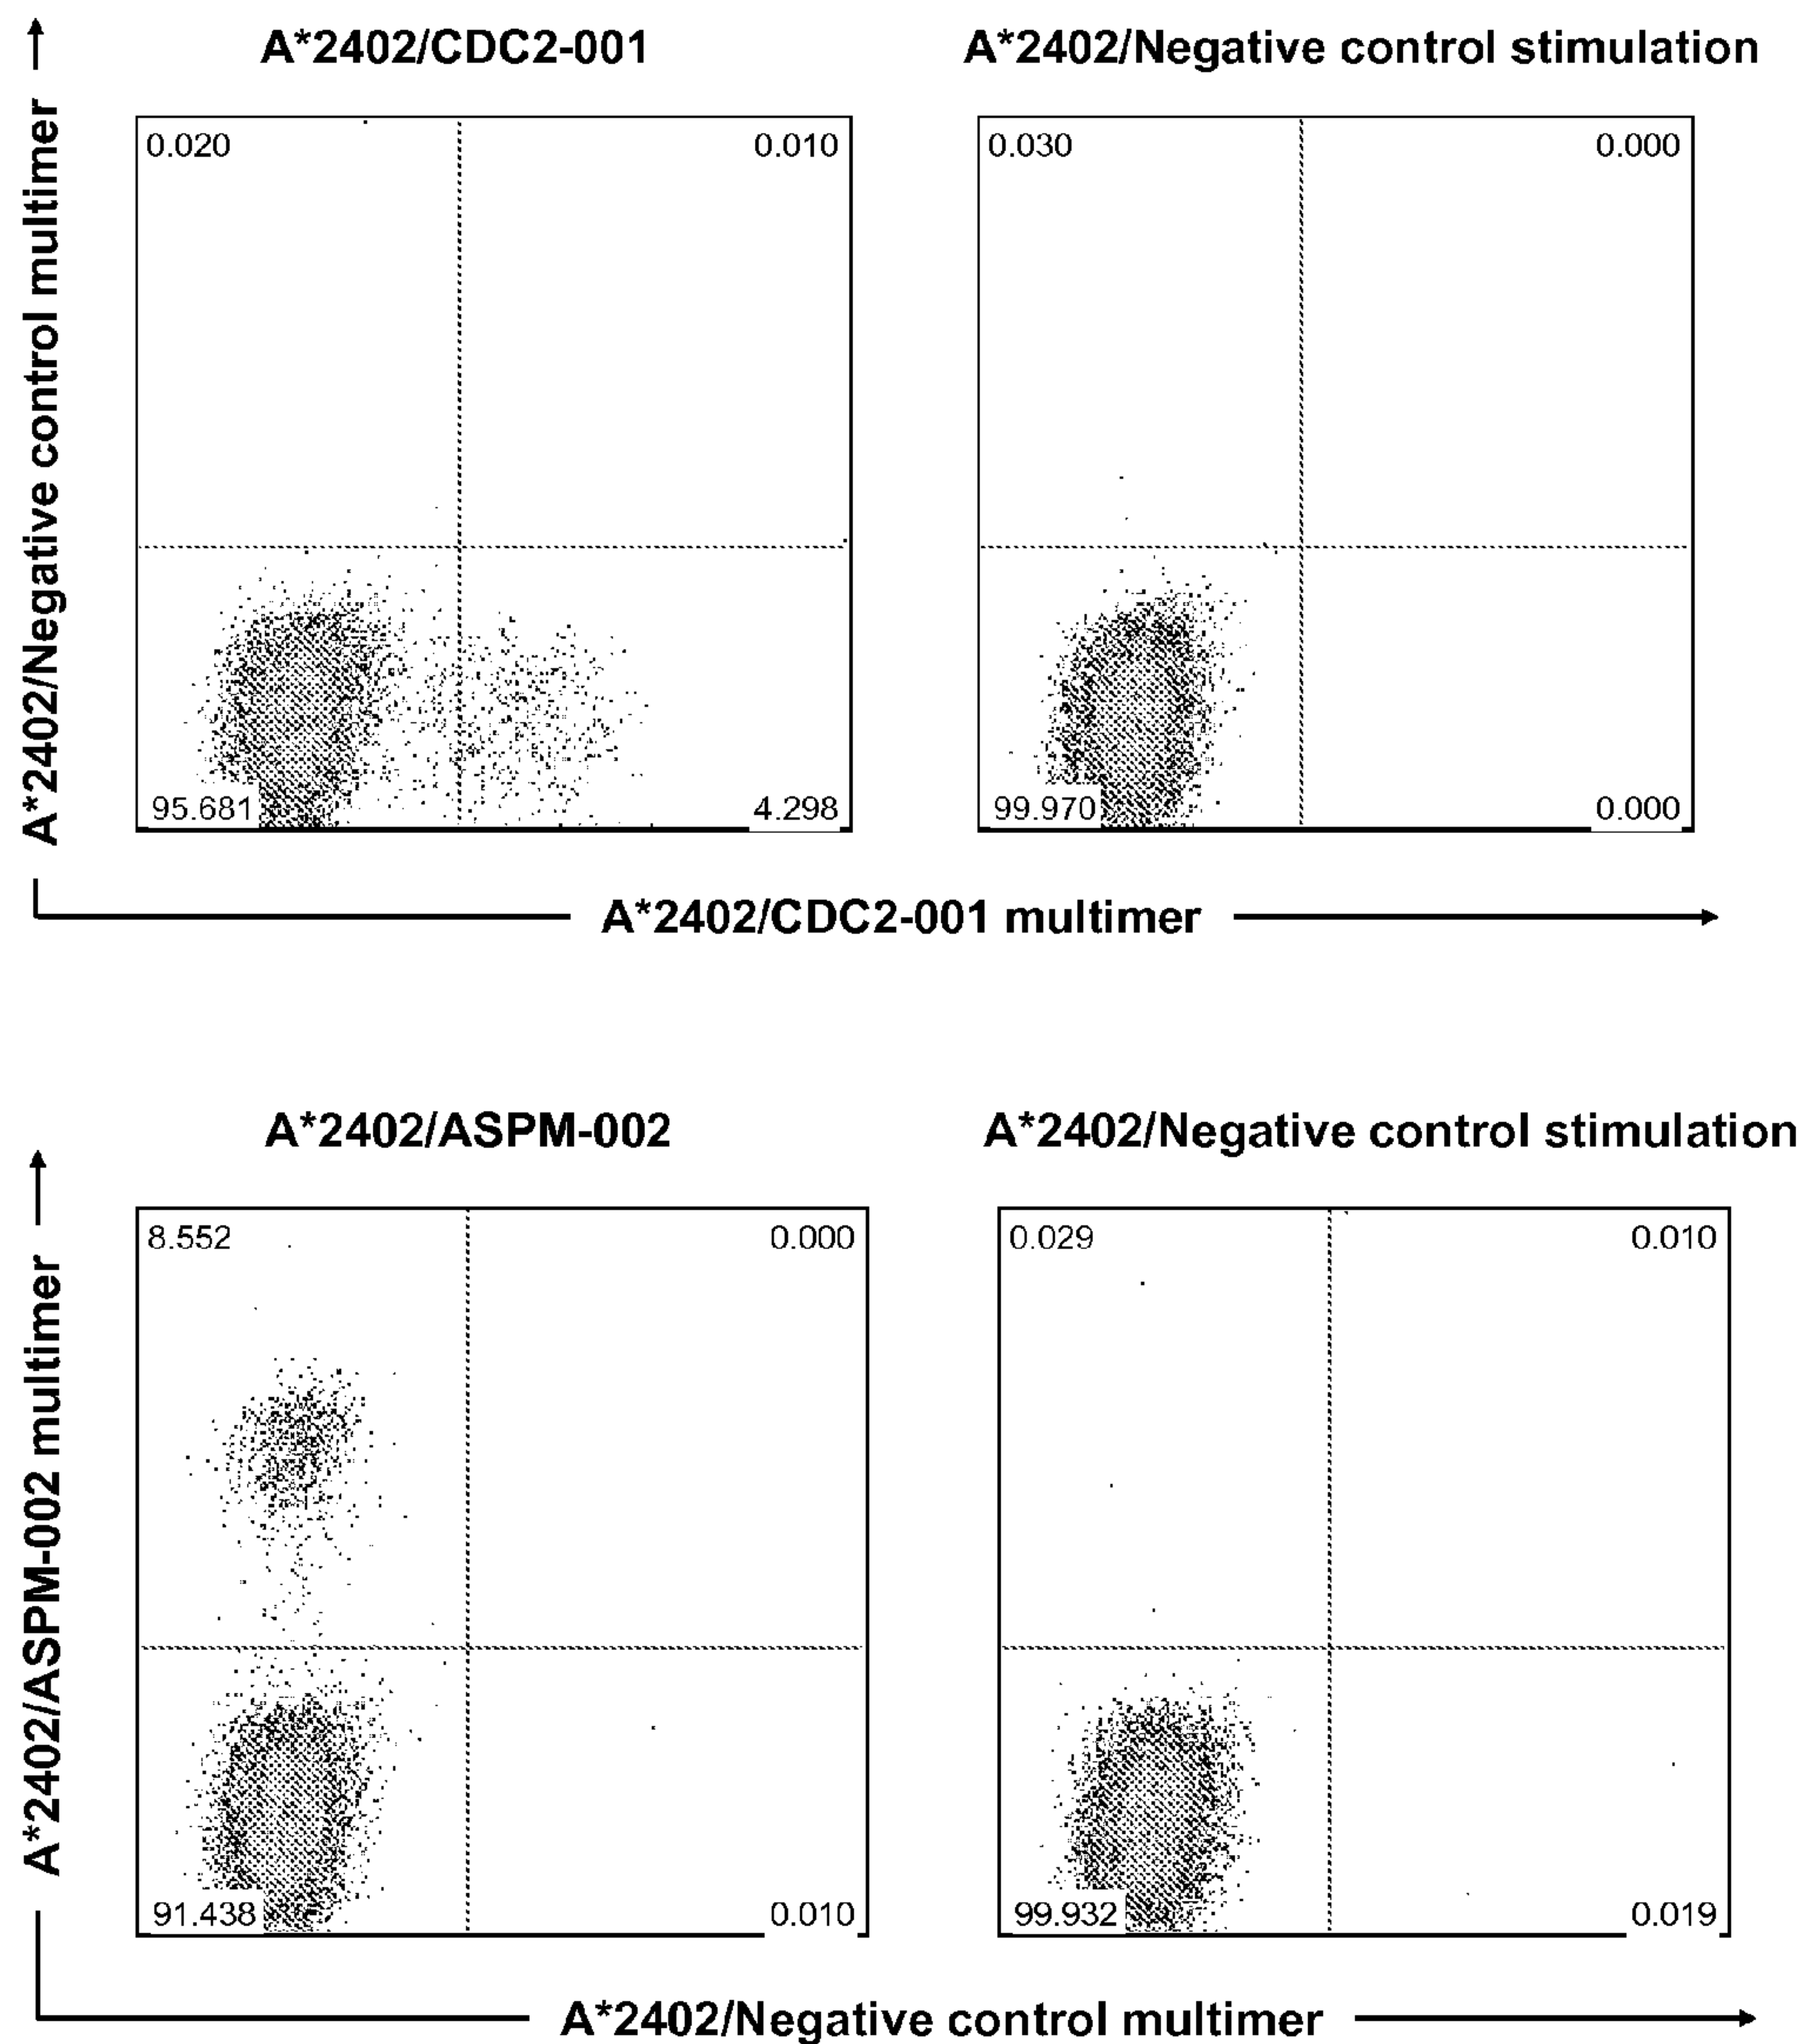 A*2402/CDC2-001
A*2402/Negative control stimulation
A*2402/Negative control multimer
0.020
0.010
95.681
4.298
0.030
0.000
99.970
0.000
A*2402/CDC2-001 multimer
A*2402/ASPM-002
A*2402/Negative control stimulation
A*2402/ASPM-002 multimer
8.552
0.000
91.438
0.010
0.029
0.010
99.932
0.019
A*2402/Negative control multimer